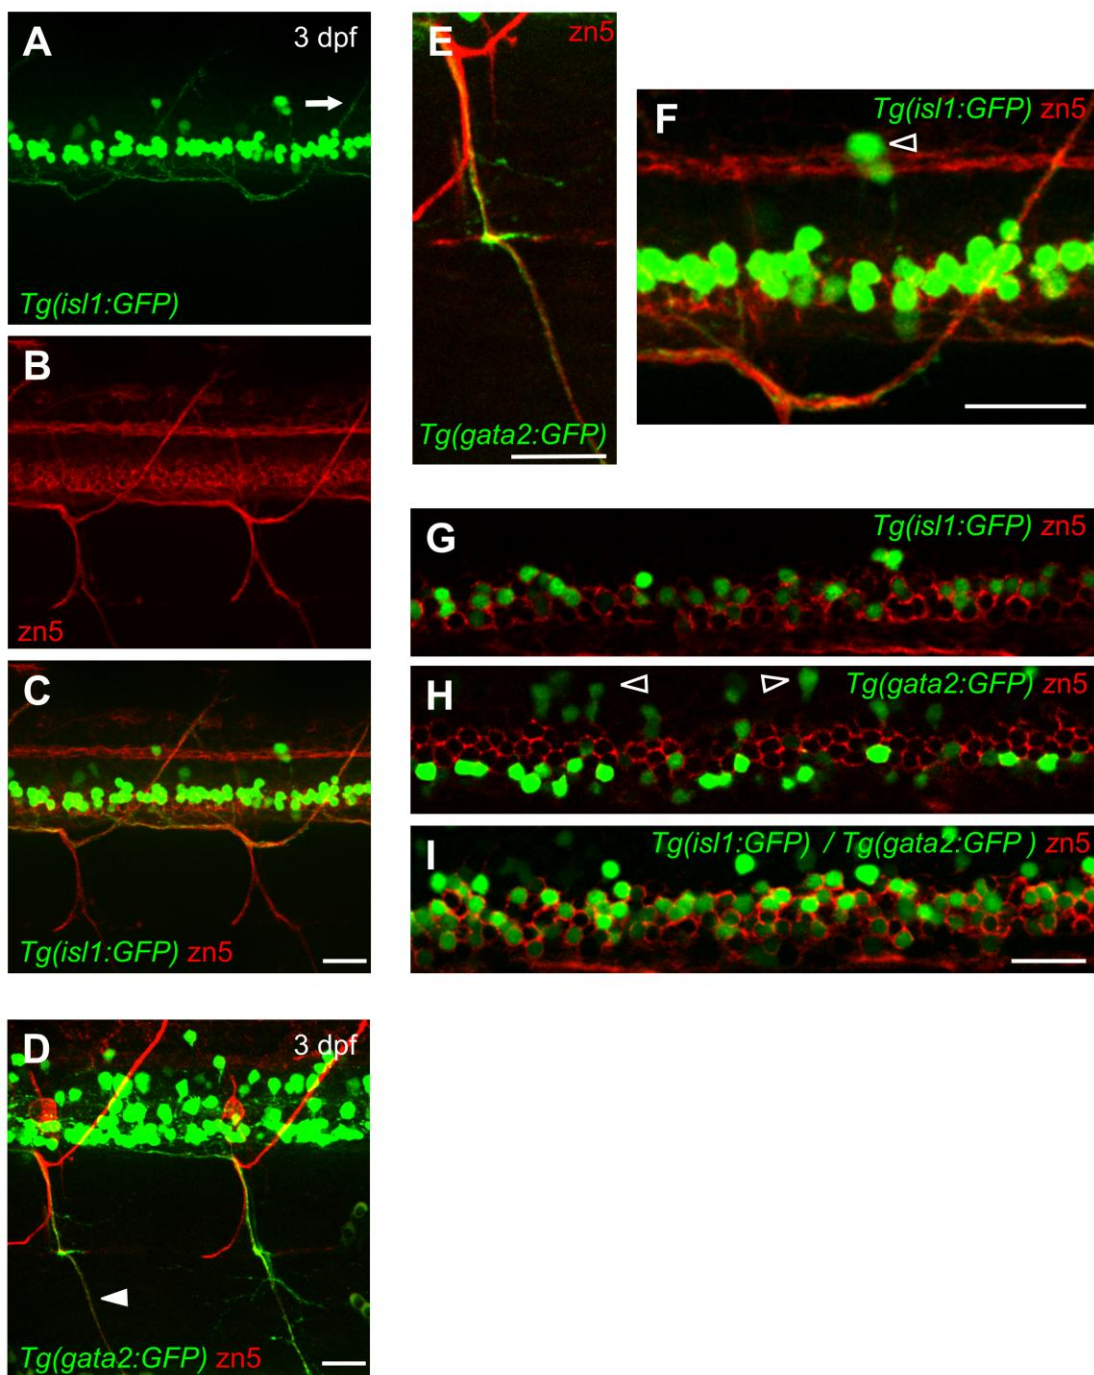 A
3 dpf
Tg(isl1:GFP)
B
zn5
C
Tg(isl1:GFP) zn5
D
3 dpf
Tg(gata2:GFP) zn5
E
zn5
Tg(gata2:GFP)
F
Tg(isl1:GFP) zn5
G
Tg(isl1:GFP) zn5
H
Tg(gata2:GFP) zn5
I
Tg(isl1:GFP) / Tg(gata2:GFP ) zn5